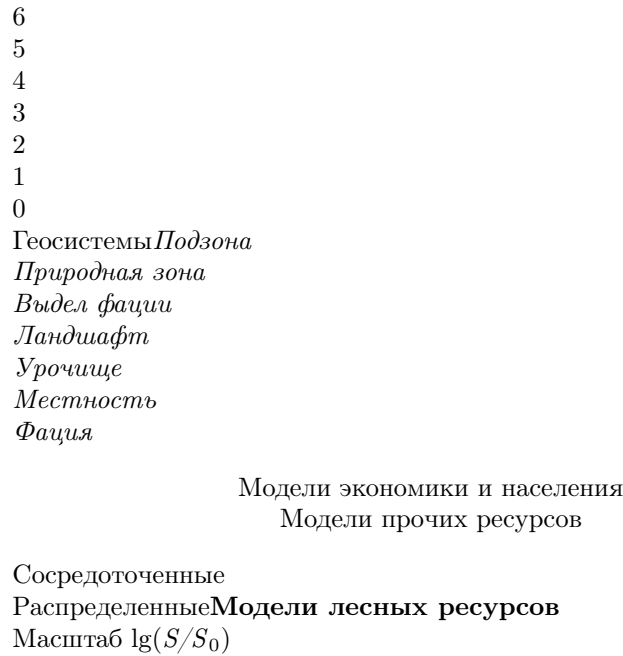 6
5
4
3
2
1
0
ГеосистемыПодзона
Природная зона
Выдел фации
Ландшафт
Урочище
Местность
Фация
Модели экономики и населения
Модели прочих ресурсов
Сосредоточенные
РаспределенныеМодели лесных ресурсов
Масштаб lg(S/S₀)